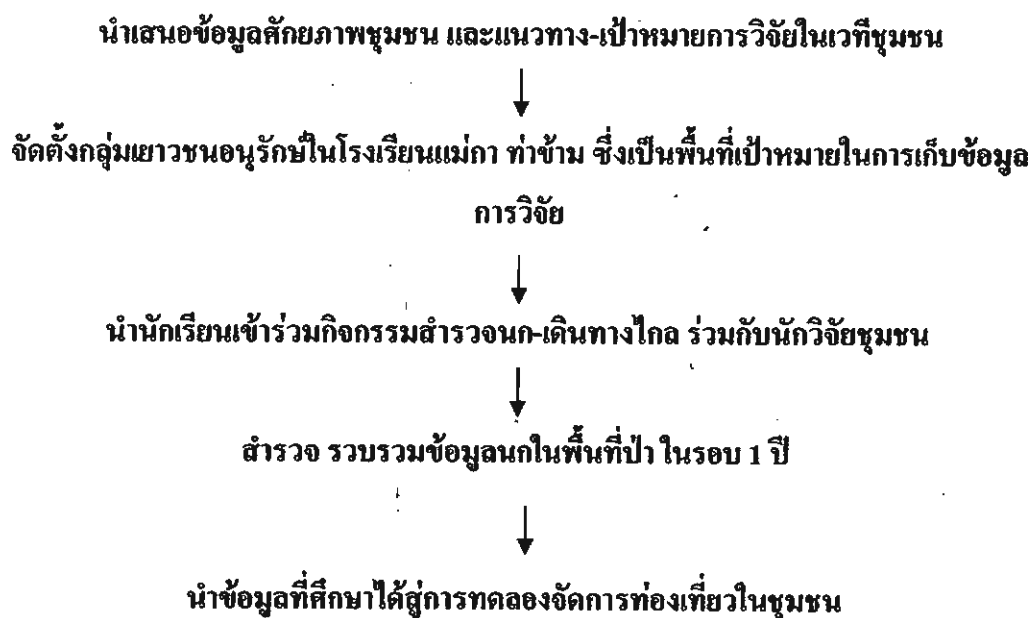 นำเสนอข้อมูลศักยภาพชุมชน และแนวทาง-เป้าหมายการวิจัยในเวทีชุมชน
จัดตั้งกลุ่มเยาวชนอนุรักษ์ในโรงเรียนแม่กา ท่าข้าม ซึ่งเป็นพื้นที่เป้าหมายในการเก็บข้อมูล
การวิจัย
นำนักเรียนเข้าร่วมกิจกรรมสำรวจนก-เดินทางไกล ร่วมกับนักวิจัยชุมชน
สำรวจ รวบรวมข้อมูลนกในพื้นที่ป่า ในรอบ 1 ปี
นำข้อมูลที่ศึกษาได้สู่การทดลองจัดการท่องเที่ยวในชุมชน